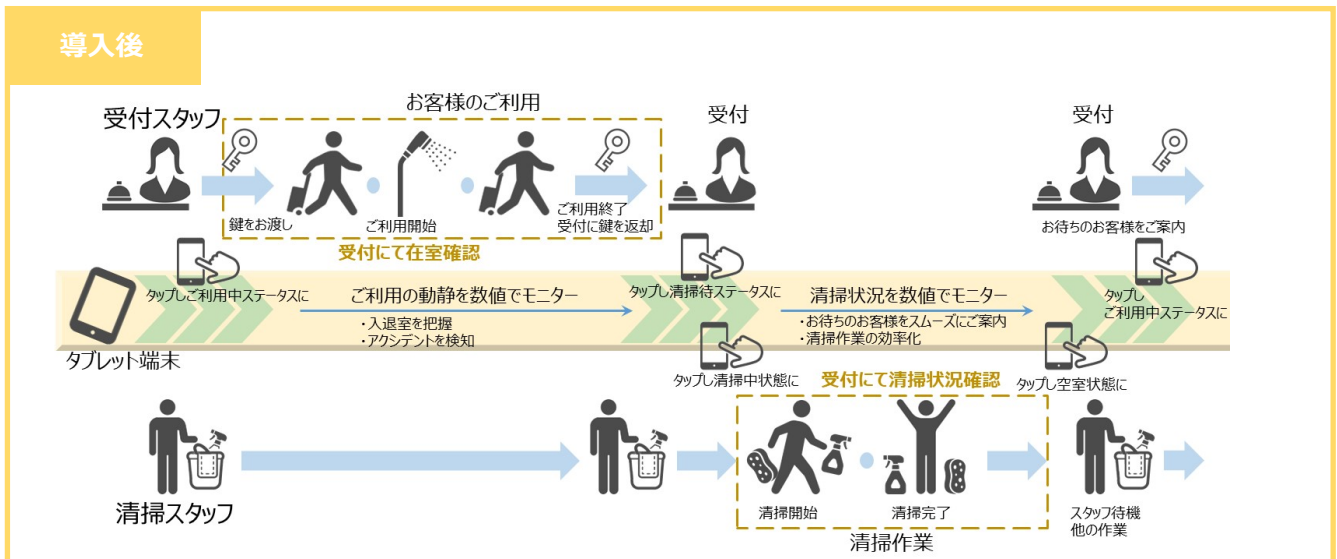 導入後
お客様のご利用
受付スタッフ
受付
受付
鍵をお渡し
ご利用開始
ご利用終了
受付に鍵を返却
お待ちのお客様をご案内
受付にて在室確認
タップしご利用中ステータスに
ご利用の動静を数値でモニター
・入退室を把握
・アクシデントを検知
タップし清掃待ステータスに
清掃状況を数値でモニター
・お待ちのお客様をスムーズにご案内
・清掃作業の効率化
タップし
ご利用中ステータスに
タブレット端末
タップし清掃中状態に
受付にて清掃状況確認
タップし空室状態に
清掃スタッフ
清掃開始
清掃完了
スタッフ待機
他の作業
清掃作業